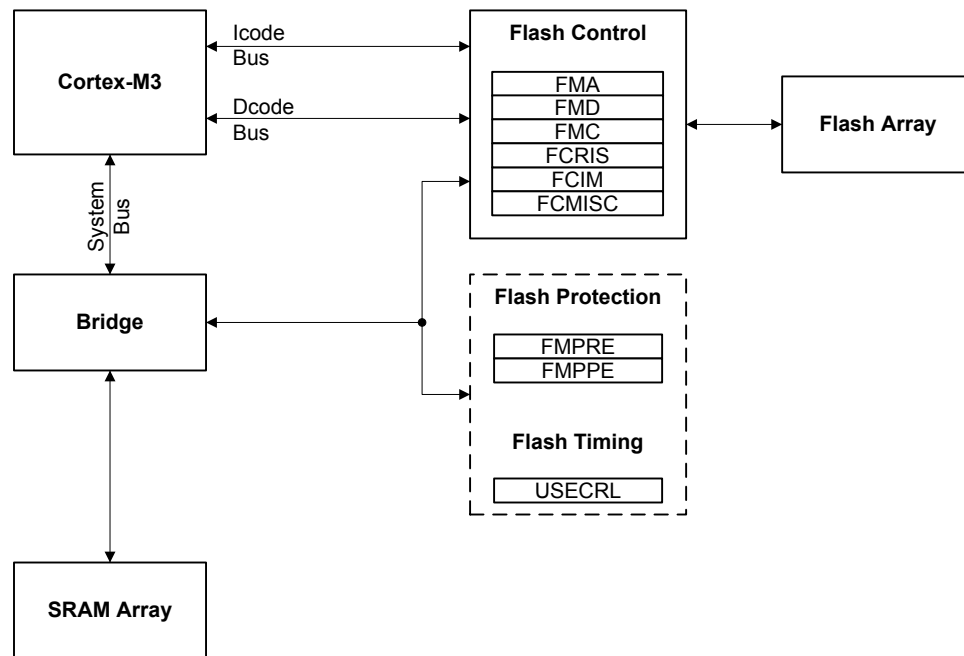 Cortex-M3
Icode
Bus
Dcode
Bus
System
Bus
Flash Control
FMA
FMD
FMC
FCRIS
FCIM
FCMISC
Flash Array
Bridge
Flash Protection
FMPRE
FMPPE
Flash Timing
USECRL
SRAM Array